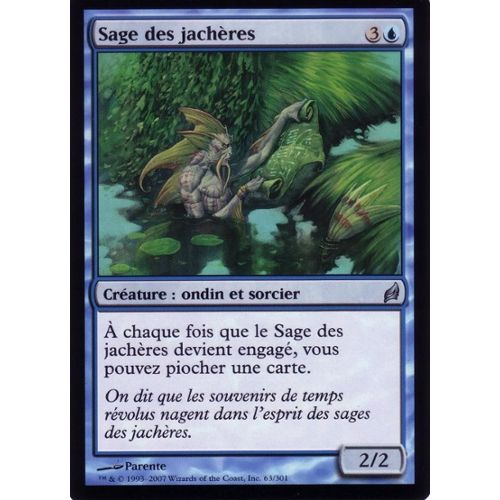 Sage des jachères 3
Créature : ondin et sorcier
À chaque fois que le Sage des
jachères devient engagé, vous
pouvez piocher une carte.
On dit que les souvenirs de temps
révolus nagent dans l'esprit des sages
des jachères.
Parente
™ & © 1993-2007 Wizards of the Coast, Inc. 63/301
2/2